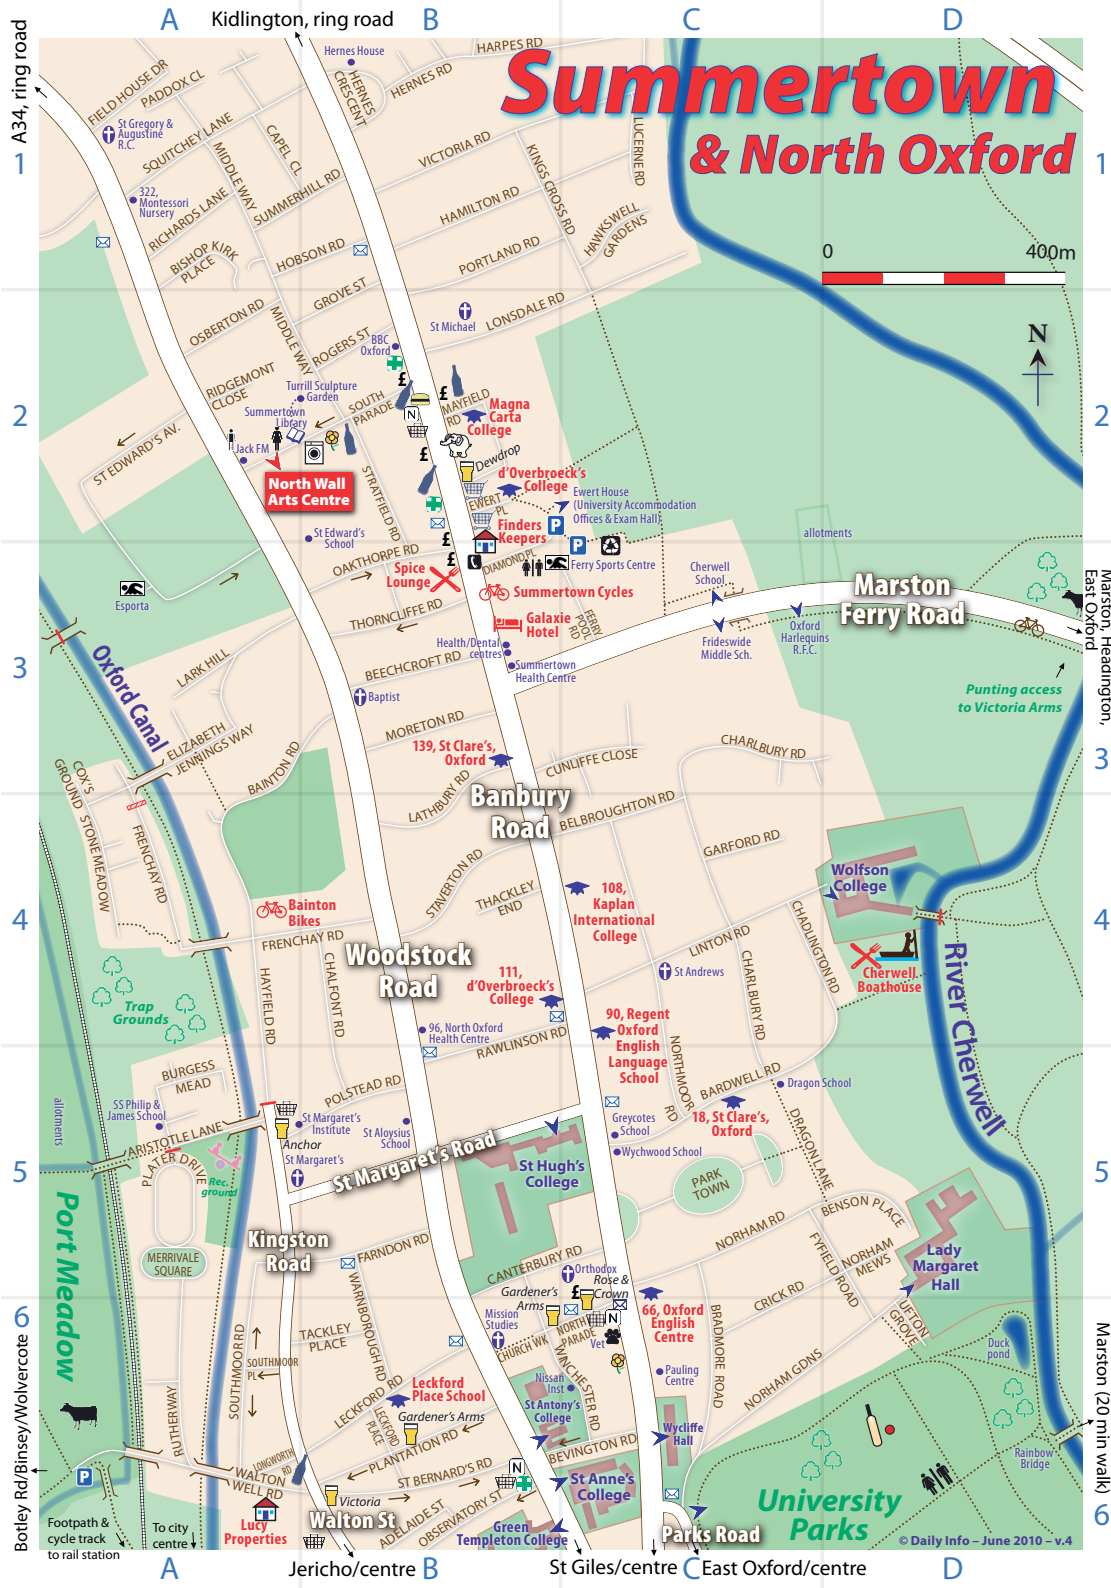 A
Kidlington, ring road
B
C
D
A34, ring road
Summertown
& North Oxford
HARPES RD
Hernes House
HERNES RD
HERNES
CRESCENT
FIELD HOUSE DR
PADDOCK CL
St Gregory &
Augustine
R.C.
SQUITCHEY LANE
CAPEL CL
MIDDLE WAY
VICTORIA RD
KINGS CROSS RD
LUCERNE RD
1
1
322,
Montessori
Nursery
SUMMERHILL RD
RICHARDS LANE
HAMILTON RD
HAWKSWELL
GARDENS
BISHOP KIRK
PLACE
HOBSON RD
PORTLAND RD
0
400m
GROVE ST
LONSDALE RD
St Michael
OSBERTON RD
MIDDLE WAY
ROGERS ST
BBC
Oxford
N
RIDGEMONT
CLOSE
Turrill Sculpture
Garden
SOUTH
PARADE
£
£
MAYFIELD
RD
Magna
Carta
College
N
2
2
Summertown
Library
ST EDWARD'S AV.
Jack FM
£
Dewdrop
North Wall
Arts Centre
STRATFIELD RD
d'Overbroeck's
College
EWERT
PL
Ewert House
(University Accommodation
Offices & Exam Hall)
Finders
Keepers
P
P
allotments
St Edward's
School
OAKTHORPE RD
£
£
DIAMOND PL
Ferry Sports Centre
Cherwell
School
Marston
Ferry Road
Marston, Headington,
East Oxford
Spice
Lounge
Summertown Cycles
Esporta
THORNCLIFFE RD
Galaxie
Hotel
FERRY
POOL
RD
Frideswide
Middle Sch.
Oxford
Harlequins
R.F.C.
Health/Dental
centres
Summertown
Health Centre
3
LARK HILL
BEECHCROFT RD
Oxford Canal
Baptist
Punting access
to Victoria Arms
MORETON RD
ELIZABETH
JENNINGS WAY
BAINTON RD
139, St Clare's,
Oxford
CUNLIFFE CLOSE
CHARLBURY RD
3
COX'S
GROUND
STONE MEADOW
FRENCHAY RD
LATHBURY RD
Banbury
Road
BELBROUGHTON RD
GARFORD RD
STAVERTON RD
THACKLEY
END
108,
Kaplan
International
College
Wolfson
College
4
4
Bainton
Bikes
FRENCHAY RD
Woodstock
Road
LINTON RD
CHADLINGTON RD
Cherwell
Boathouse
River Cherwell
HAYFIELD RD
CHALFONT RD
111,
d'Overbroeck's
College
St Andrews
CHARLBURY RD
Trap
Grounds
96, North Oxford
Health Centre
RAWLINSON RD
90, Regent
Oxford
English
Language
School
NORTHMOOR
RD
BURGESS
MEAD
POLSTEAD RD
BARDWELL RD
Dragon School
allotments
SS Philip &
James School
ARISTOTLE LANE
St Margaret's
Institute
Anchor
St Aloysius
School
Greycotes
School
18, St Clare's,
Oxford
DRAGON LANE
St Margaret's
St Margaret's Road
Wychwood School
5
5
PLATER DRIVE
Rec.
ground
St Hugh's
College
PARK
TOWN
Port Meadow
BENSON PLACE
Kingston
Road
NORHAM RD
FYFIELD ROAD
NORHAM
MEWS
Lady
Margaret
Hall
MERRIVALE
SQUARE
FARNDON RD
CANTERBURY RD
Orthodox
WARNBOROUGH RD
Gardener's
Arms
£
Rose &
Crown
CRICK RD
66, Oxford
English
Centre
BRADMORE ROAD
FUFTON
GROVE
6
Mission
Studies
NORTH
PARADE
N
Vet
CHURCH WK
TACKLEY
PLACE
SOUTHMOOR RD
SOUTHMOOR
PL
Duck
pond
Nissan
Inst
WINCHESTER RD
Pauling
Centre
NORHAM GDNS
Leckford
Place School
LECKFORD RD
LECKFORD
PLACE
Gardener's Arms
St Antony's
College
Wycliffe
Hall
RUTHERWAY
PLANTATION RD
BEVINGTON RD
Rainbow
Bridge
Marston (20 min walk)
Botley Rd/Binsey/Wolvercote
P
LONGWORTH
RD
WALTON
WELL RD
ST BERNARD'S RD
N
St Anne's
College
Victoria
Lucy
Properties
Walton St
ADELAIDE ST
OBSERVATORY ST
Green
Templeton College
University
Parks
Parks Road
6
Footpath &
cycle track
to rail station
To city
centre
© Daily Info – June 2010 – v.4
A
Jericho/centre
B
St Giles/centre
C
East Oxford/centre
D